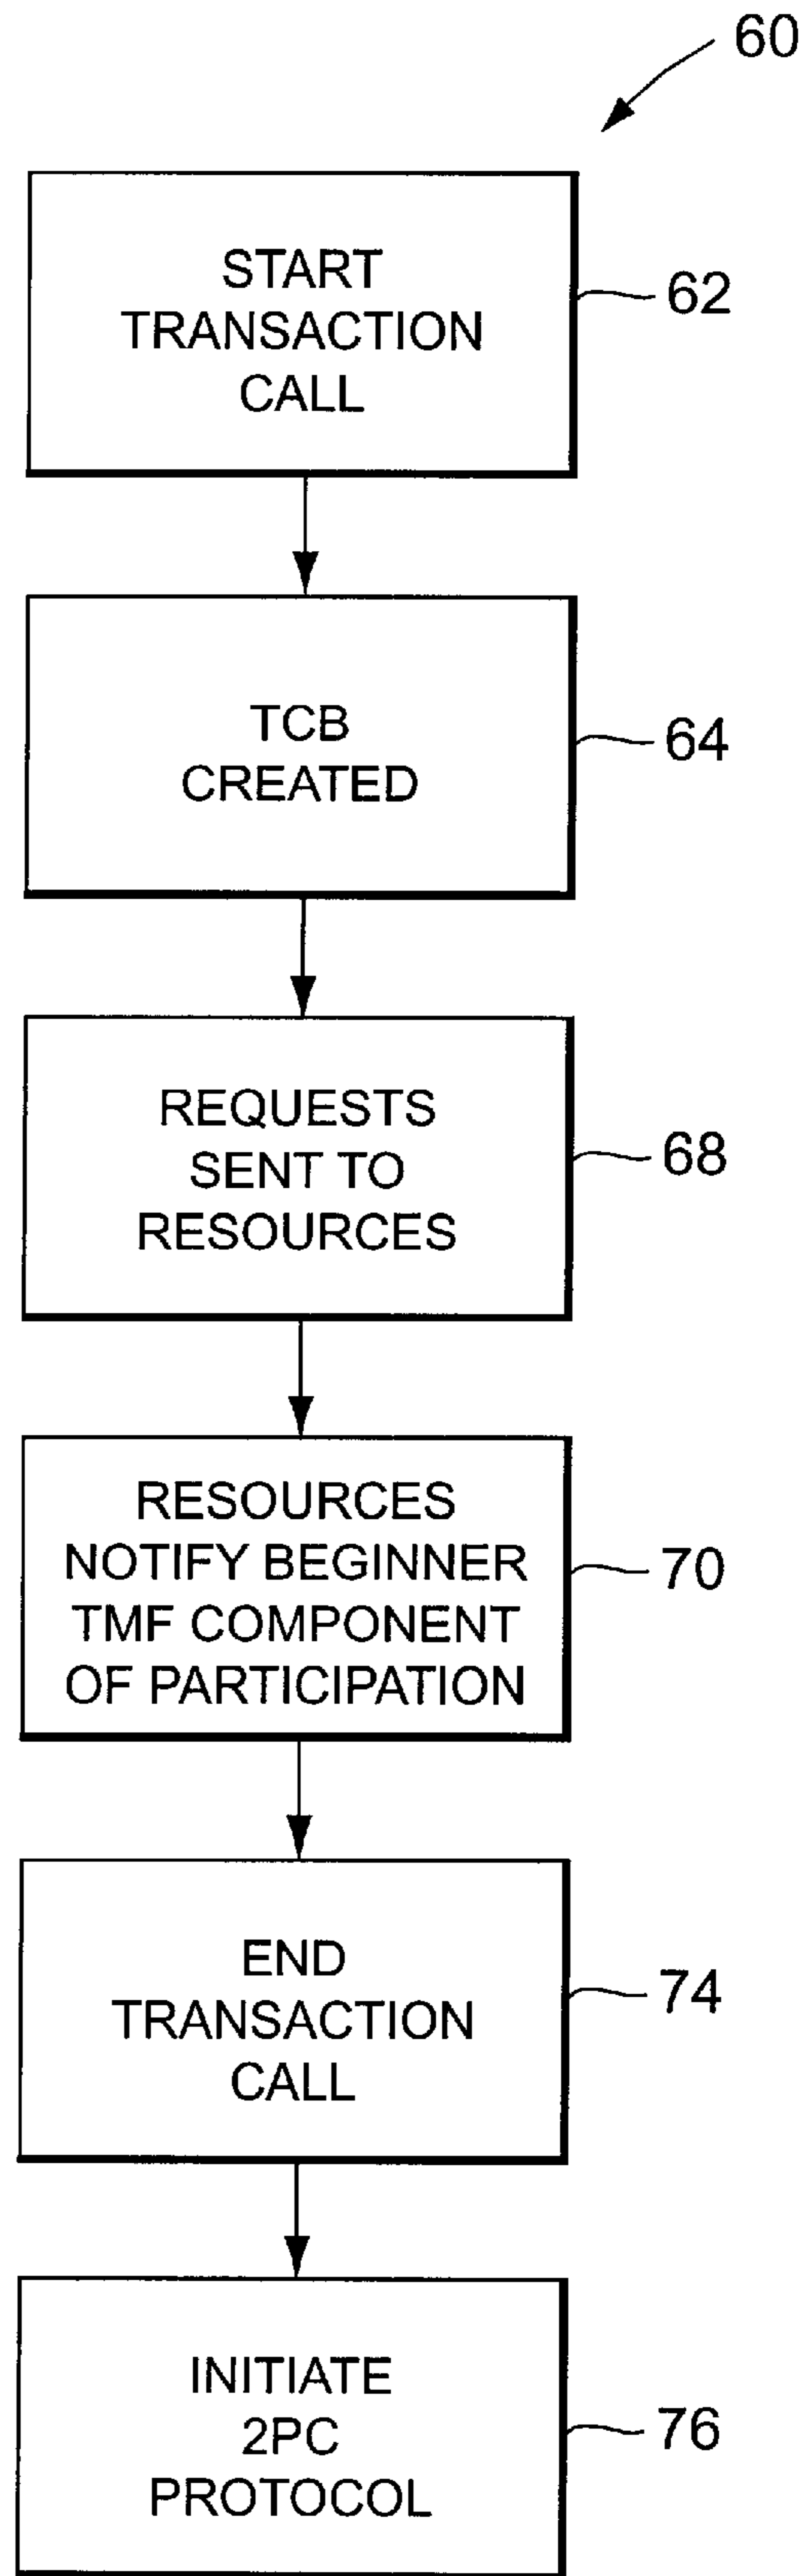 60
START
TRANSACTION
CALL
62
TCB
CREATED
64
REQUESTS
SENT TO
RESOURCES
68
RESOURCES
NOTIFY BEGINNER
TMF COMPONENT
OF PARTICIPATION
70
END
TRANSACTION
CALL
74
INITIATE
2PC
PROTOCOL
76